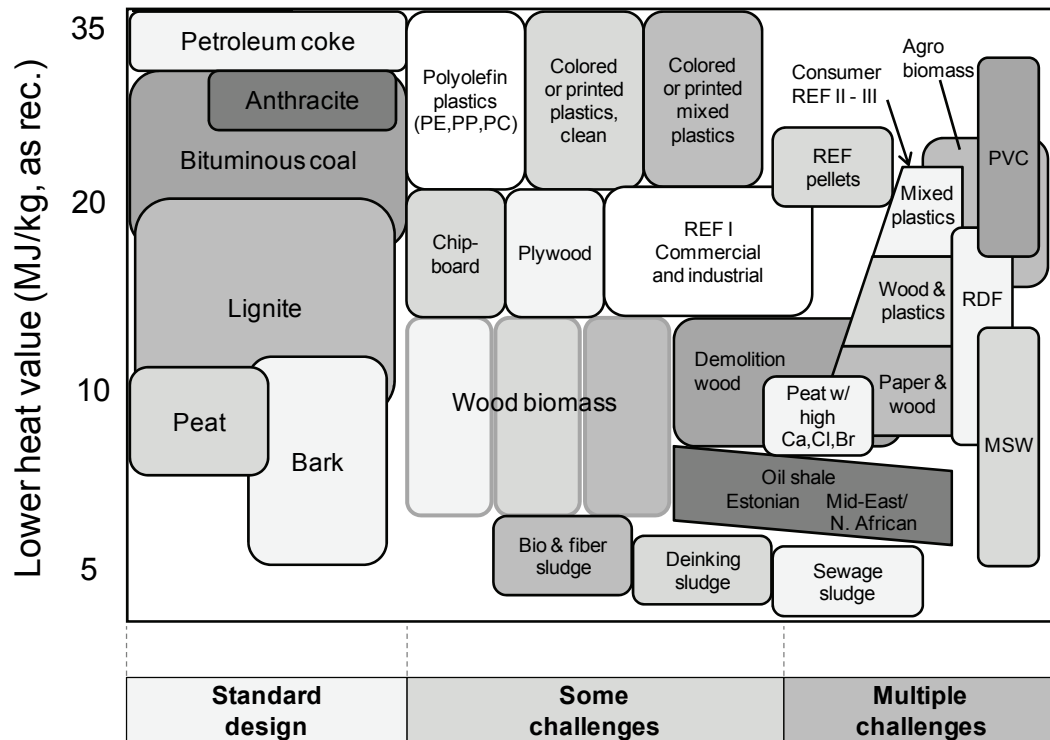 Lower heat value (MJ/kg, as rec.)
35
20
10
5
Petroleum coke
Anthracite
Bituminous coal
Lignite
Peat
Bark
Polyolefin
plastics
(PE,PP,PC)
Colored
or printed
plastics,
clean
Colored
or printed
mixed
plastics
Chip-
board
Plywood
REF I
Commercial
and industrial
Wood biomass
Bio & fiber
sludge
Deinking
sludge
Sewage
sludge
Demolition
wood
Peat w/
high
Ca,Cl,Br
Oil shale
Estonian Mid-East/
N. African
REF
pellets
Consumer
REF II - III
Agro
biomass
Mixed
plastics
Wood &
plastics
Paper &
wood
PVC
RDF
MSW
Standard
design
Some
challenges
Multiple
challenges